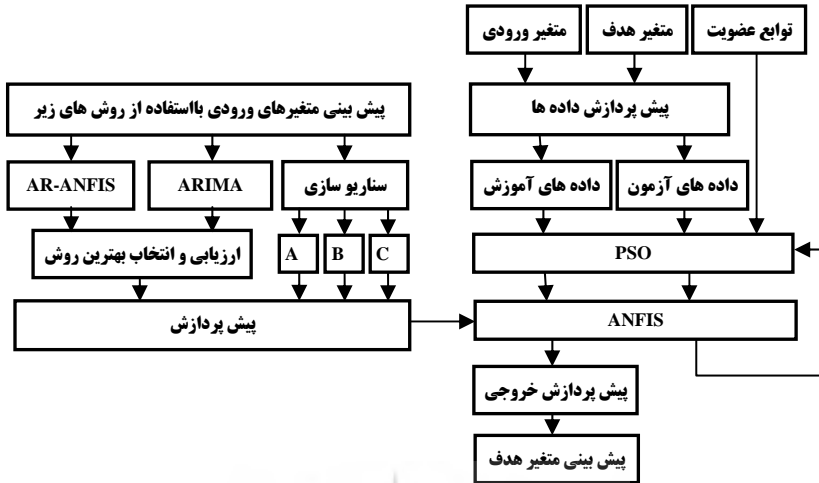 توابع عضویت
متغیر هدف
متغیر ورودی
پیش پردازش داده ها
داده های آزمون
داده های آموزش
PSO
ANFIS
پیش پردازش خروجی
پیش بینی متغیر هدف
پیش بینی متغیرهای ورودی بااستفاده از روش های زیر
سناریو سازی
ARIMA
AR-ANFIS
A
B
C
ارزیابی و انتخاب بهترین روش
پیش پردازش